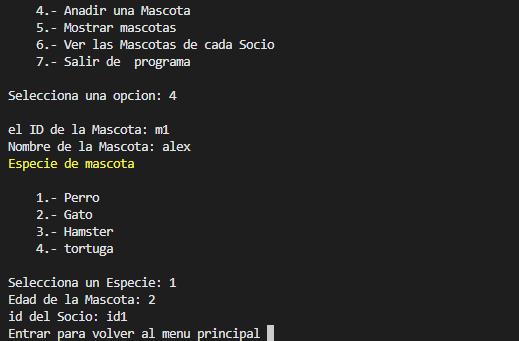 4.- Anadir una Mascota
5.- Mostrar mascotas
6.- Ver las Mascotas de cada Socio
7.- Salir de  programa
Selecciona una opcion: 4
el ID de la Mascota: m1
Nombre de la Mascota: alex
Especie de mascota
1.- Perro
2.- Gato
3.- Hamster
4.- tortuga
Selecciona un Especie: 1
Edad de la Mascota: 2
id del Socio: id1
Entrar para volver al menu principal